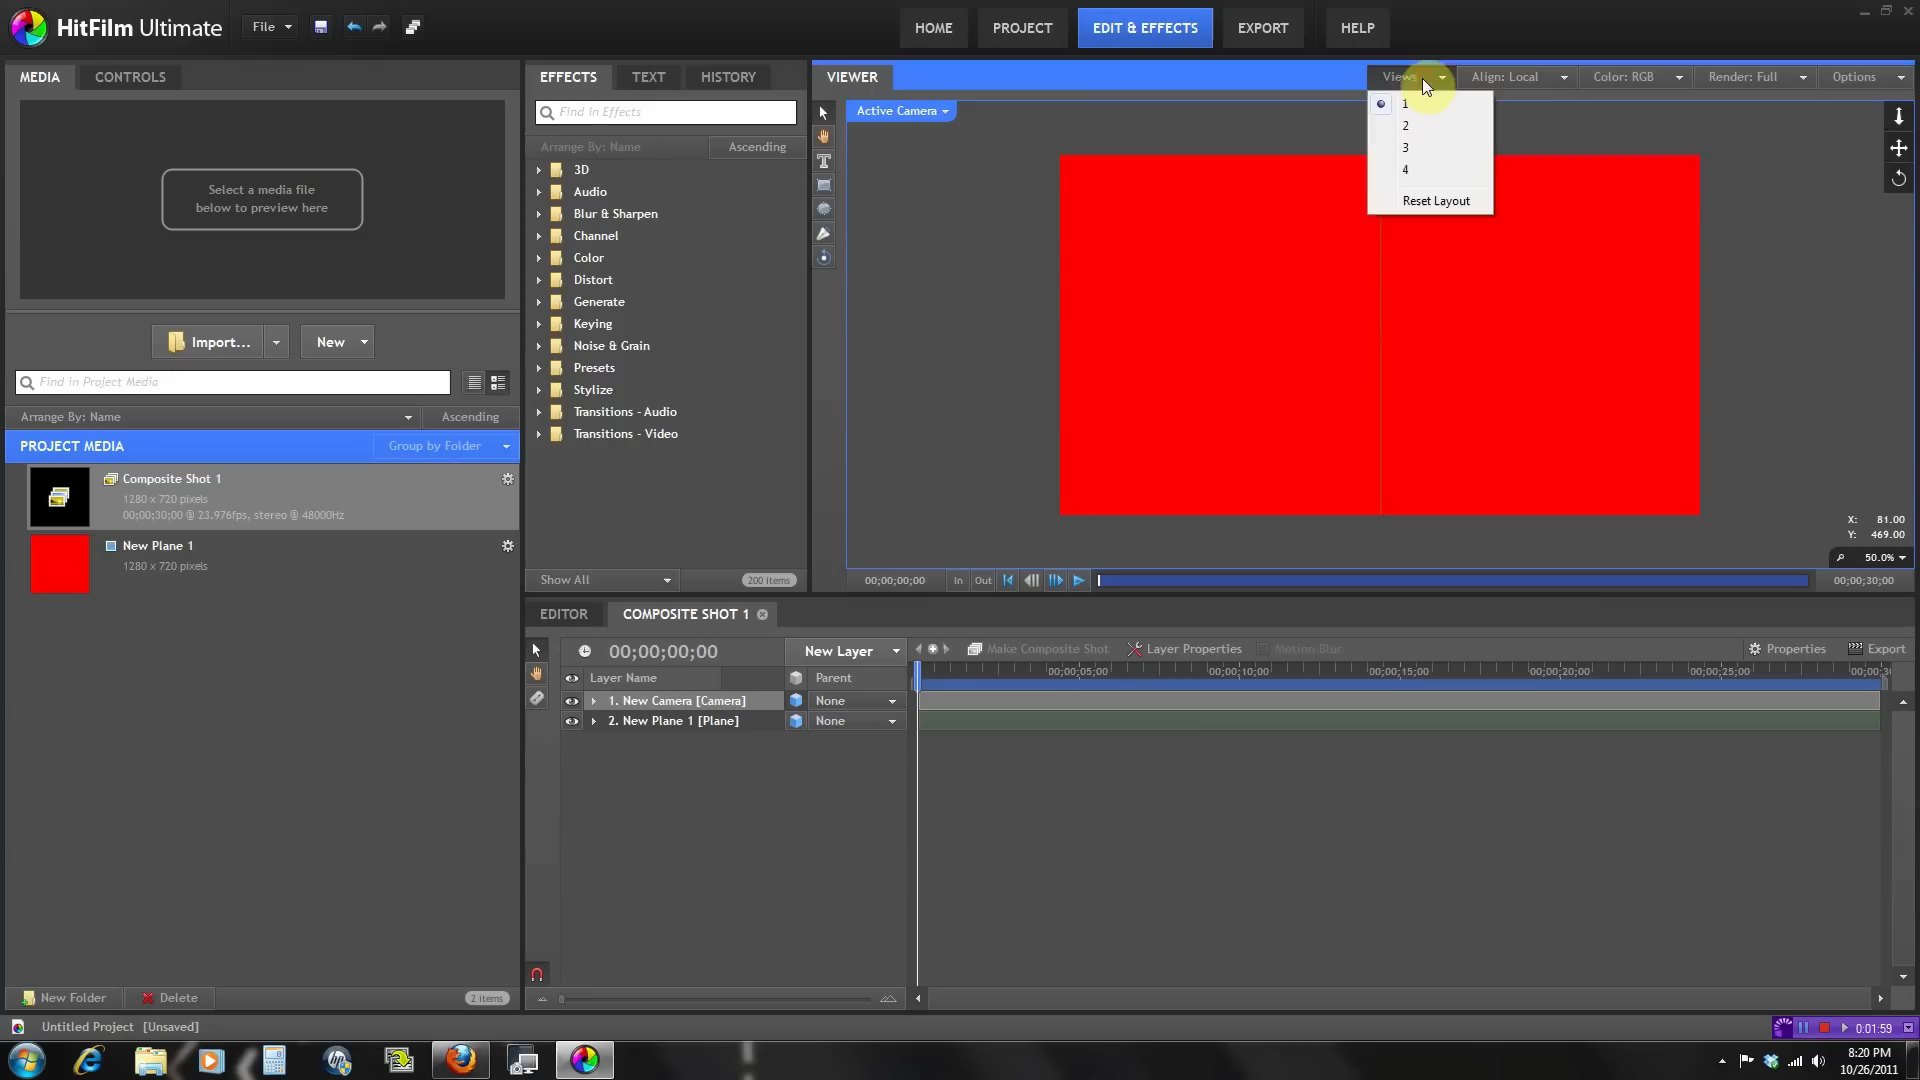 HitFilm Ultimate
File
HOME
PROJECT
EDIT & EFFECTS
EXPORT
HELP
MEDIA
CONTROLS
Select a media file
below to preview here
Import...
New
Find in Project Media
Arrange By: Name
Ascending
PROJECT MEDIA
Group by Folder
Composite Shot 1
1280 x 720 pixels
00;00;30;00 @ 23.976fps, stereo @ 48000Hz
New Plane 1
1280 x 720 pixels
New Folder
Delete
2 items
EFFECTS
TEXT
HISTORY
Find in Effects
Arrange By: Name
Ascending
3D
Audio
Blur & Sharpen
Channel
Color
Distort
Generate
Keying
Noise & Grain
Presets
Stylize
Transitions - Audio
Transitions - Video
Show All
200 items
VIEWER
Views
Align: Local
Color: RGB
Render: Full
Options
Active Camera
1
2
3
4
Reset Layout
X: 81.00
Y: 469.00
50.0%
00;00;00;00
In
Out
00;00;30;00
EDITOR
COMPOSITE SHOT 1
00;00;00;00
New Layer
Make Composite Shot
Layer Properties
Motion Blur
Properties
Export
Layer Name
Parent
00;00;05;00
00;00;10;00
00;00;15;00
00;00;20;00
00;00;25;00
1. New Camera [Camera]
None
2. New Plane 1 [Plane]
None
Untitled Project [Unsaved]
0:01:59
8:20 PM
10/26/2011